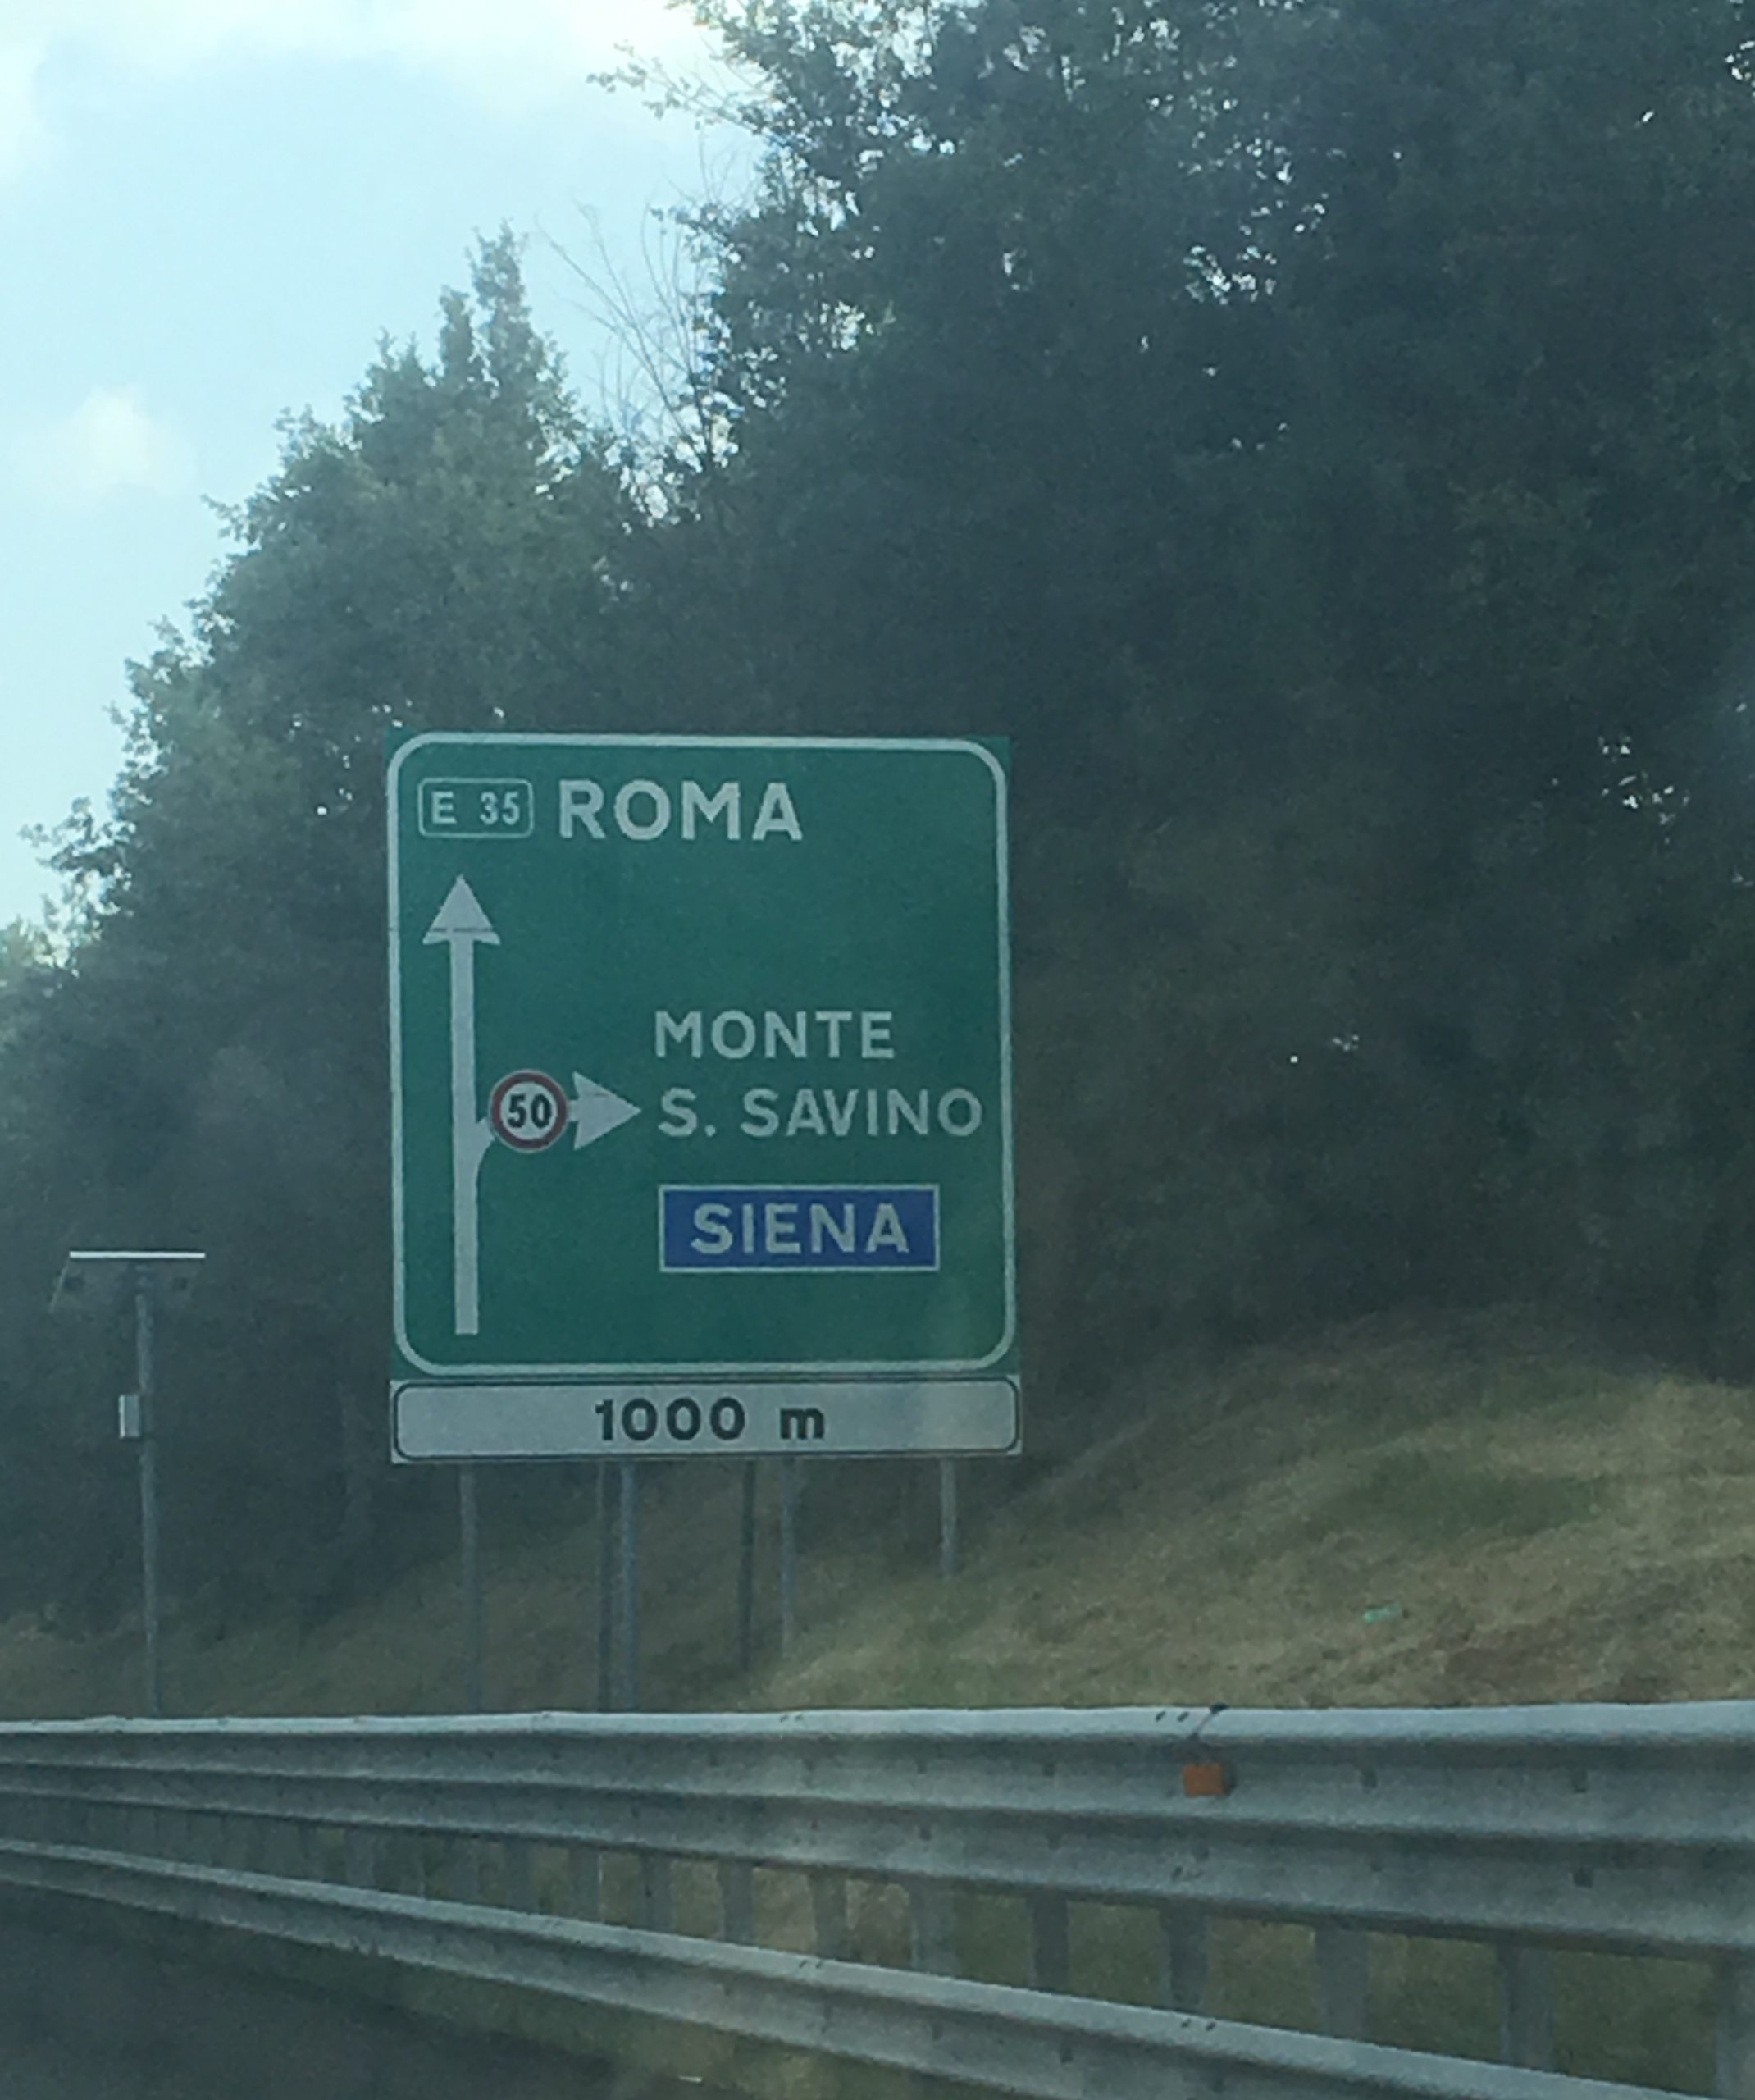 E 35 ROMA
MONTE
50 S. SAVINO
SIENA
1000 m